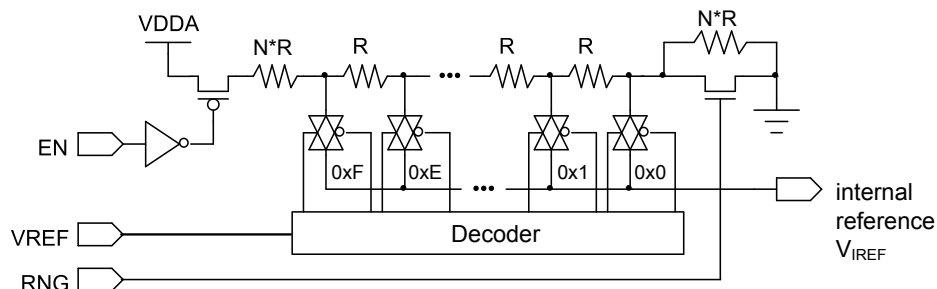 VDDA
N*R
R
R
R
N*R
EN
0xF
0xE
0x1
0x0
internal
reference
VIREF
VREF
Decoder
RNG